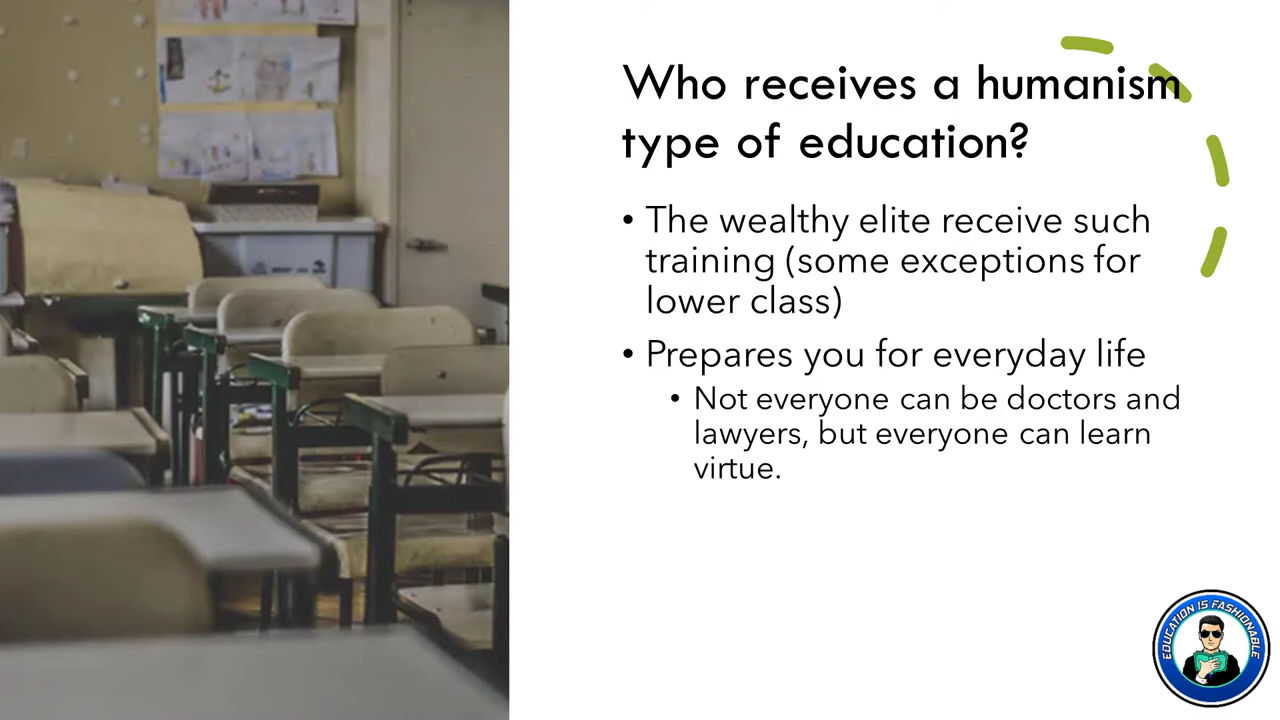 Who receives a humanism
type of education?
• The wealthy elite receive such
training (some exceptions for
lower class)
• Prepares you for everyday life
• Not everyone can be doctors and
lawyers, but everyone can learn
virtue.
EDUCATION IS FASHIONABLE